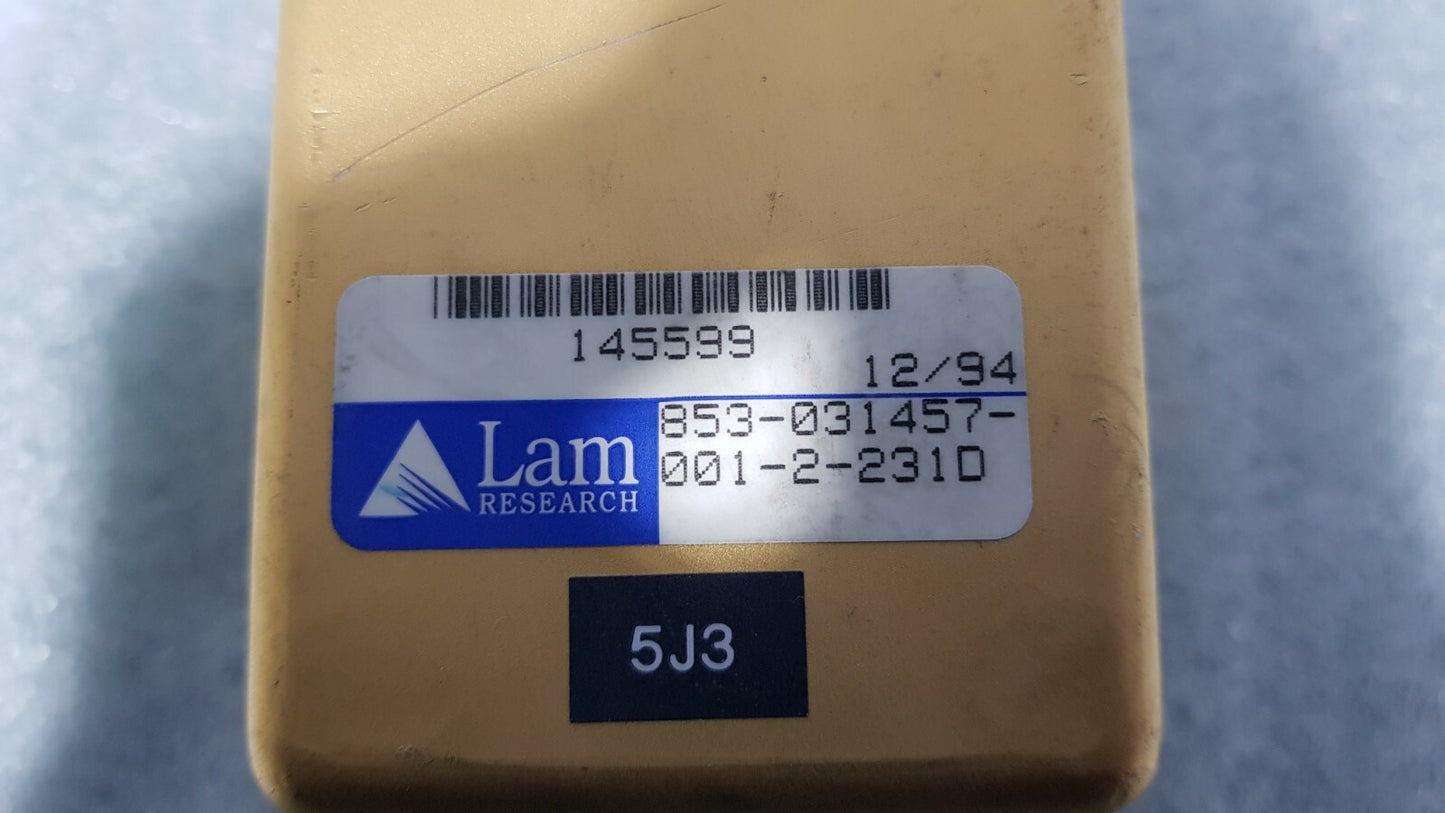 145599
12/94
Lam
RESEARCH
853-031457-
001-2-231D
5J3